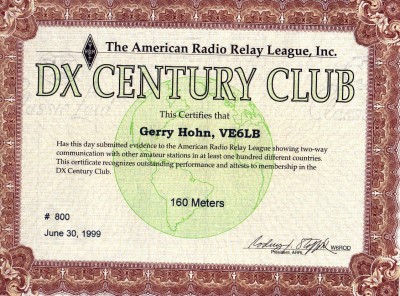 The American Radio Relay League, Inc.
DX CENTURY CLUB
This Certifies that
Gerry Hohn, VE6LB
Has this day submitted evidence to the American Radio Relay League showing two-way
communication with other amateur stations in at least one hundred different countries.
This certificate recognizes outstanding performance and attests to membership in the
DX Century Club.
160 Meters
# 800
June 30, 1999
W6ROD
President, ARRL